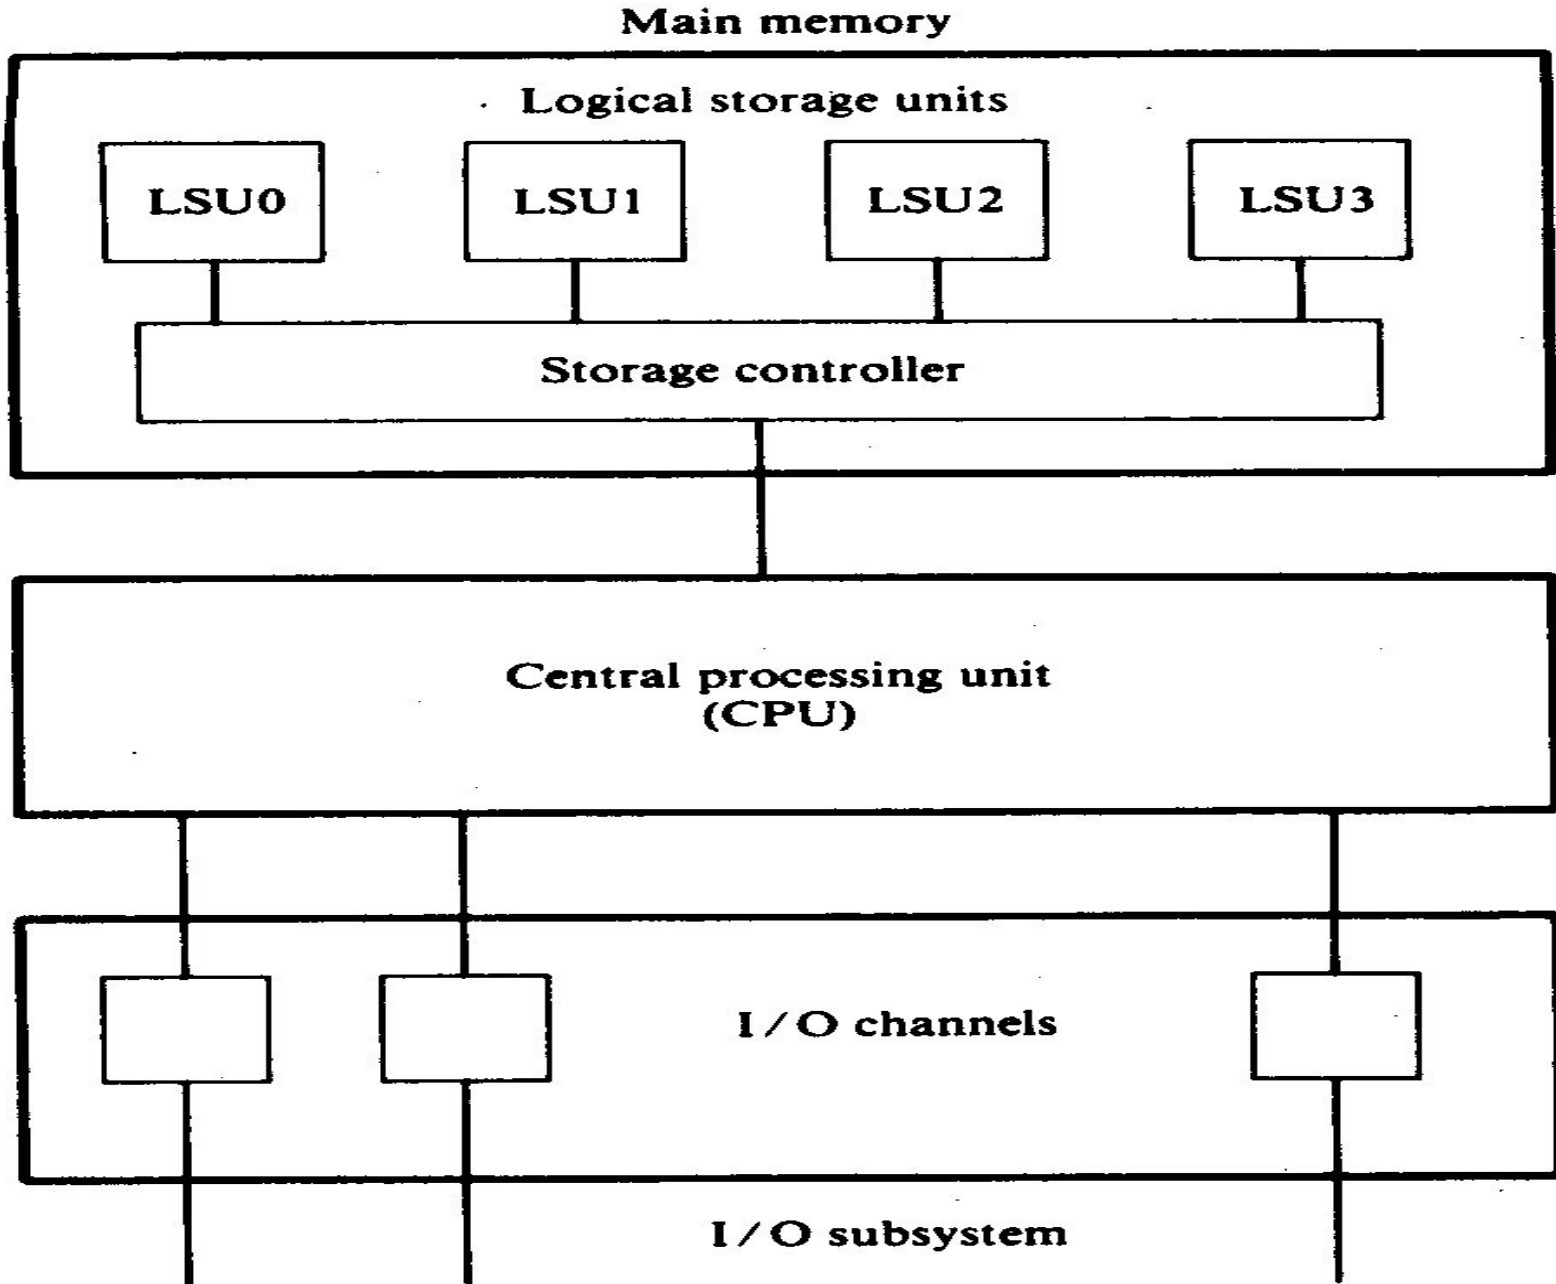 Main memory
Logical storage units
LSU0
LSU1
LSU2
LSU3
Storage controller
Central processing unit
(CPU)
I/O channels
I/O subsystem